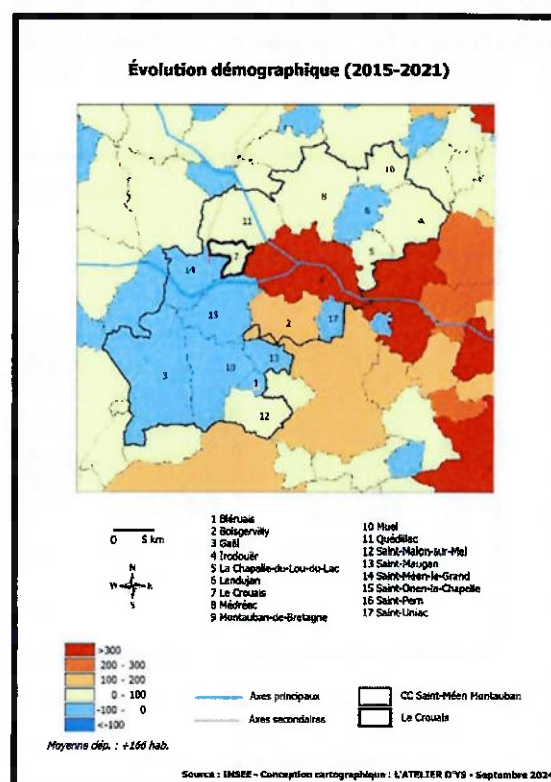 Évolution démographique (2015-2021)
10
8
6
4
11
5
7
14
15
2
17
13
3
10
1
12
0 5 km
N
W E
S
1 Bléruais
2 Boisgervilly
3 Gaël
4 Irodouër
5 La Chapelle-du-Lou-du-Lac
6 Landujan
7 Le Crouais
8 Médréac
9 Montauban-de-Bretagne
10 Muel
11 Quédillac
12 Saint-Malon-sur-Mel
13 Saint-Maugan
14 Saint-Méen-le-Grand
15 Saint-Onen-la-Chapelle
16 Saint-Pern
17 Saint-Uniac
>300
200 - 300
100 - 200
0 - 100
-100 - 0
<-100
Moyenne dép. : +166 hab.
Axes principaux
Axes secondaires
CC Saint-Méen Montauban
Le Crouais
Source : INSEE - Conception cartographique : L'ATELIER D'YS - Septembre 2024